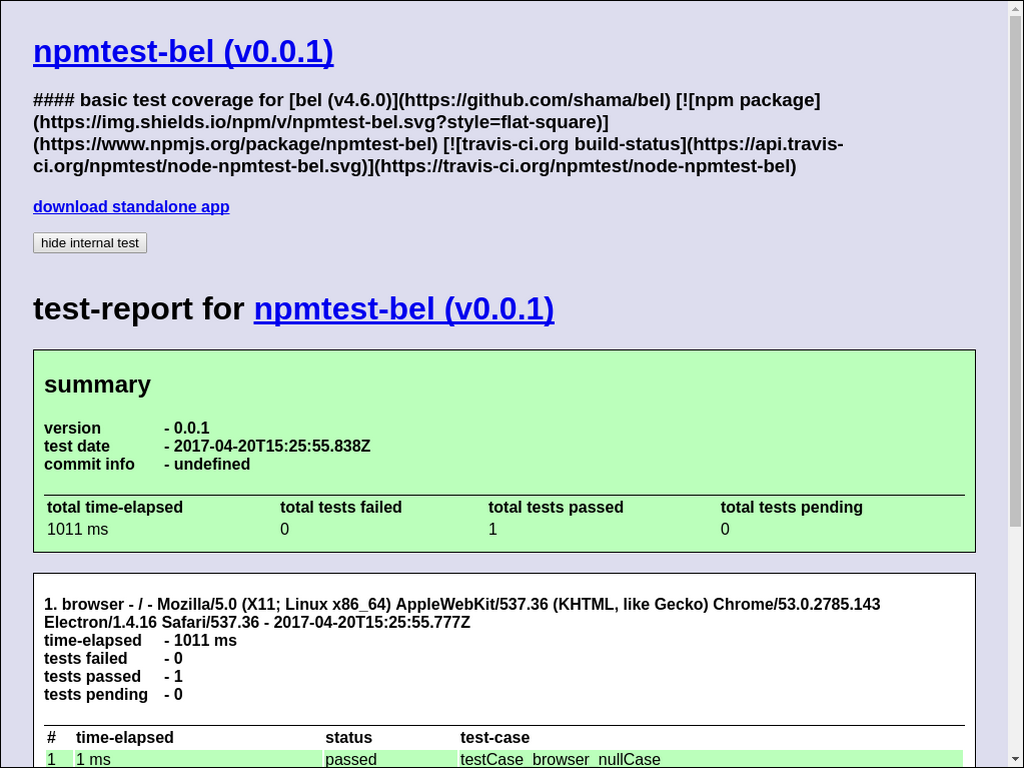 npmtest-bel (v0.0.1)
#### basic test coverage for [bel (v4.6.0)](https://github.com/shama/bel) [![npm package]
(https://img.shields.io/npm/v/npmtest-bel.svg?style=flat-square)]
(https://www.npmjs.org/package/npmtest-bel) [![travis-ci.org build-status](https://api.travis-
ci.org/npmtest/node-npmtest-bel.svg)](https://travis-ci.org/npmtest/node-npmtest-bel)
download standalone app
hide internal test
test-report for npmtest-bel (v0.0.1)
summary
version - 0.0.1
test date - 2017-04-20T15:25:55.838Z
commit info - undefined
total time-elapsed total tests failed total tests passed total tests pending
1011 ms 0 1 0
1. browser - / - Mozilla/5.0 (X11; Linux x86_64) AppleWebKit/537.36 (KHTML, like Gecko) Chrome/53.0.2785.143
Electron/1.4.16 Safari/537.36 - 2017-04-20T15:25:55.777Z
time-elapsed - 1011 ms
tests failed - 0
tests passed - 1
tests pending - 0
# time-elapsed status test-case
1 1 ms passed testCase_browser_nullCase